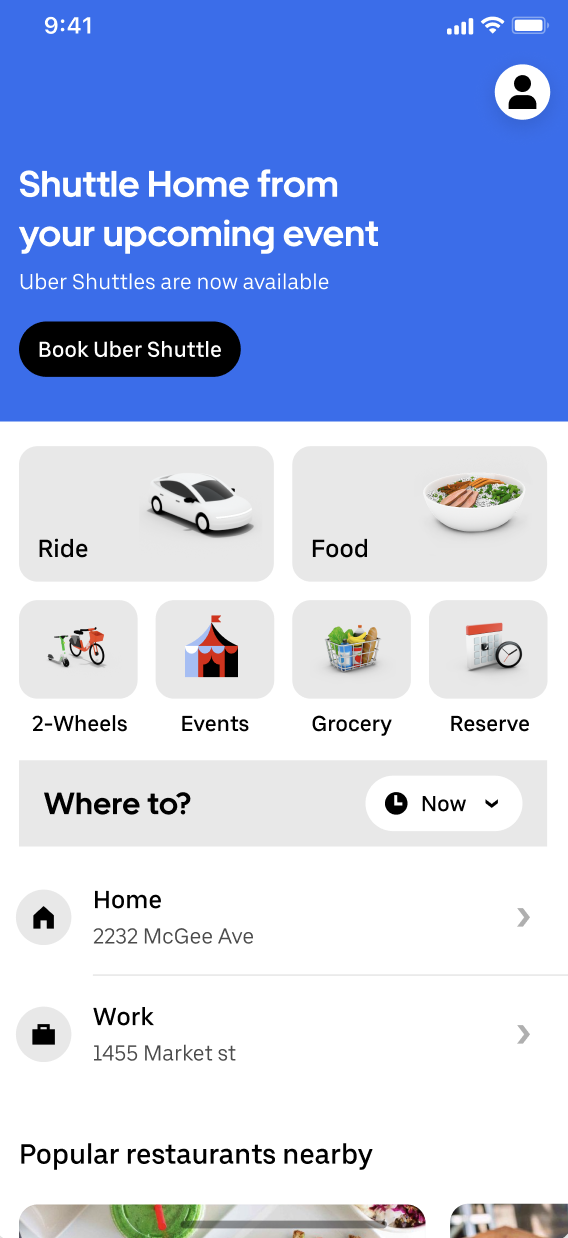 9:41
Shuttle Home from
your upcoming event
Uber Shuttles are now available
Book Uber Shuttle
Ride
Food
2-Wheels
Events
Grocery
Reserve
Where to?
Now
Home
2232 McGee Ave
Work
1455 Market st
Popular restaurants nearby